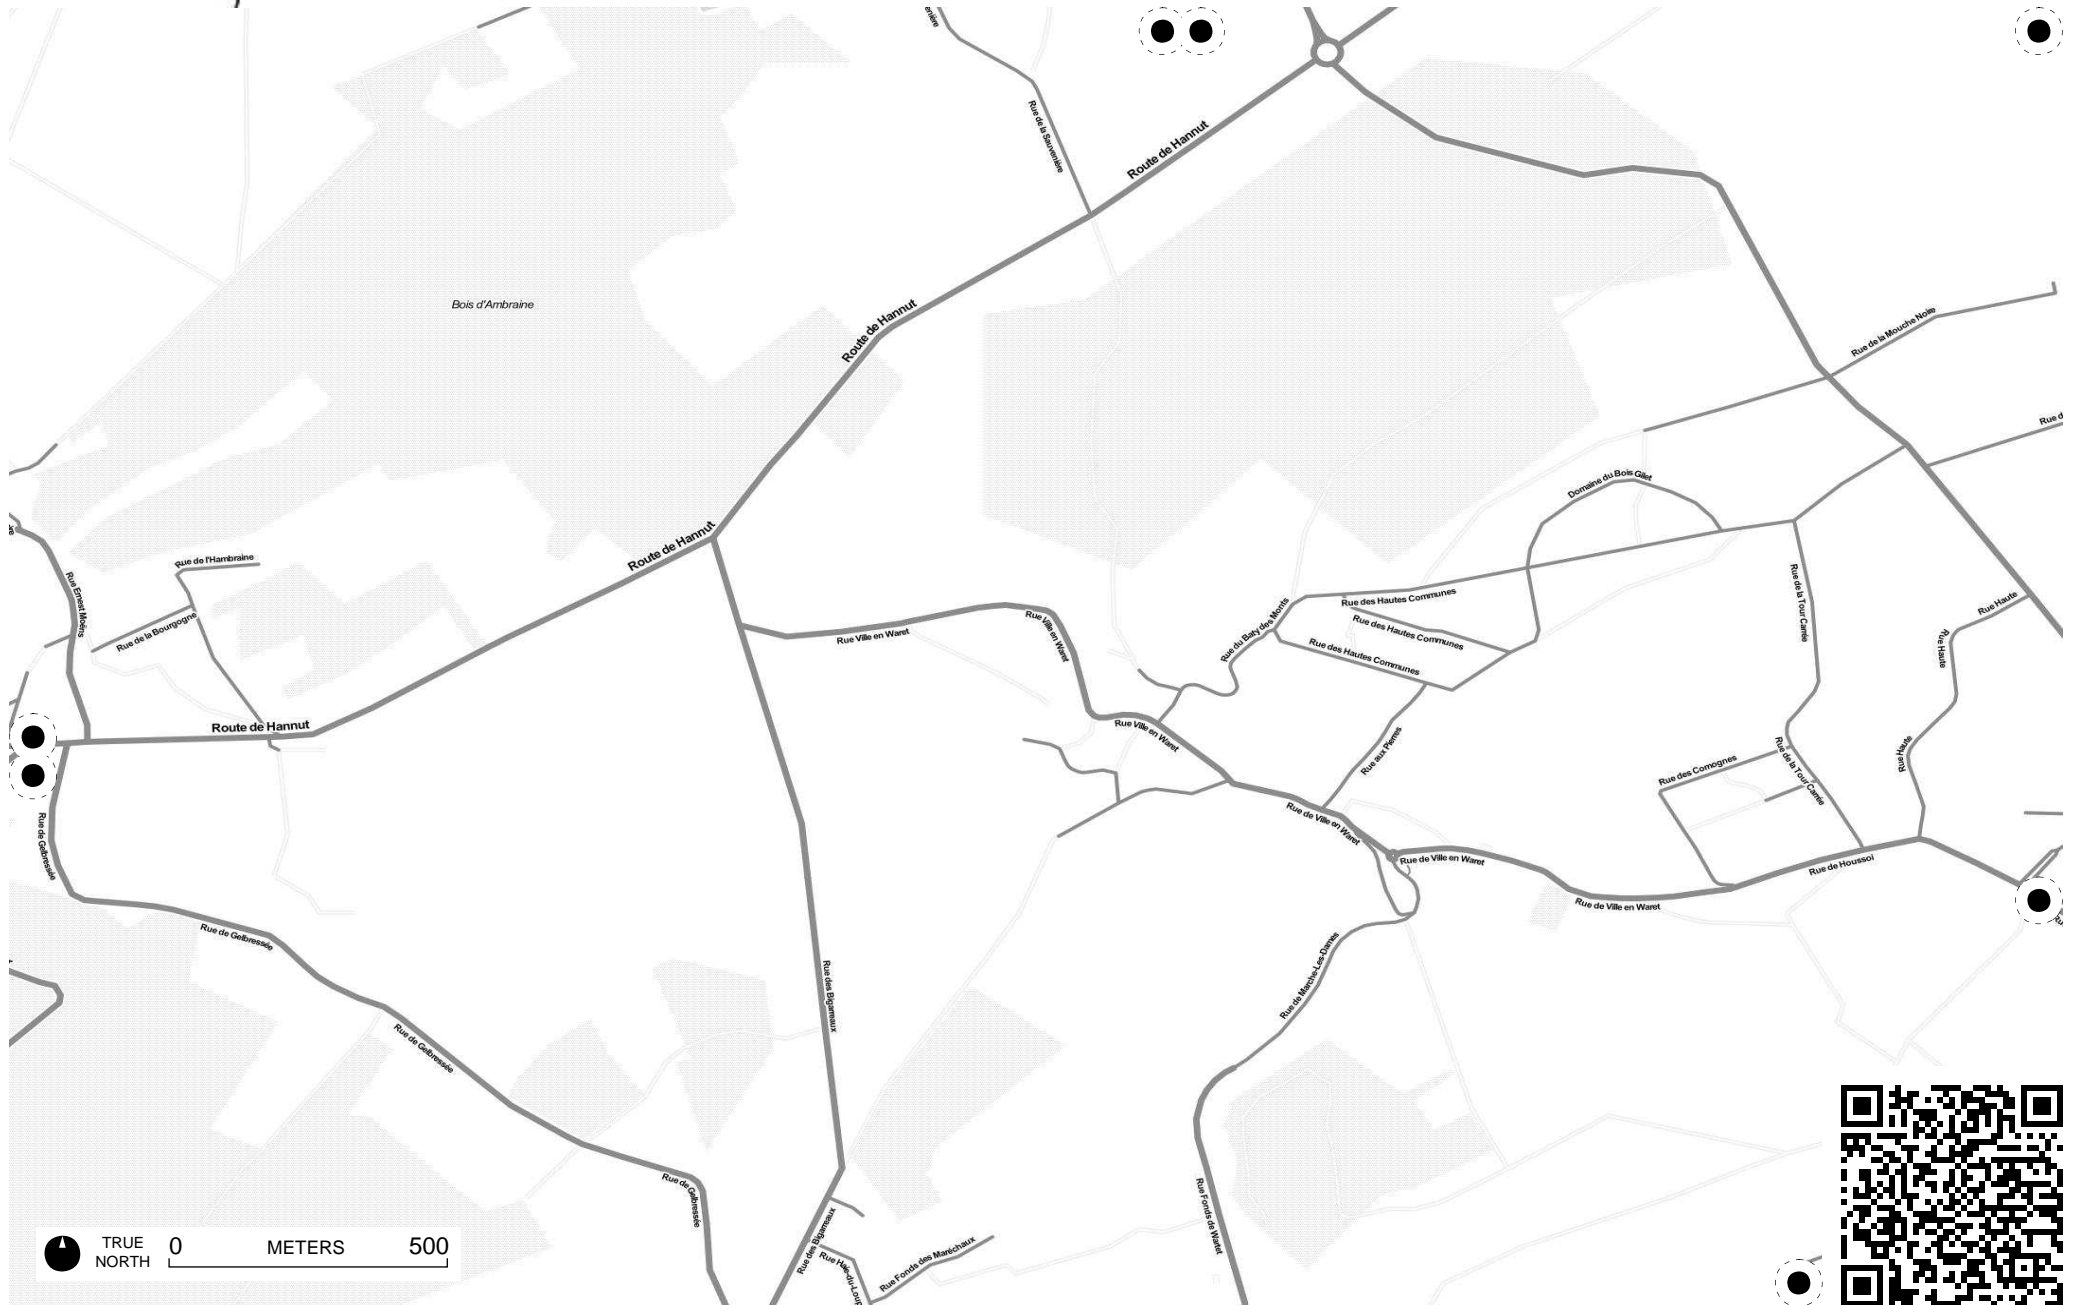 Rue de la Sauvenière
Route de Hannut
Bois d'Ambraine
Route de Hannut
Rue de la Mouche Noire
Rue d
Domaine du Bois Gilet
Route de Hannut
Rue de l'Hambraine
Rue Ernest Moëns
Rue de la Bourgogne
Rue Ville en Waret
Rue Ville en Waret
Rue du Baty des Monts
Rue des Hautes Communes
Rue des Hautes Communes
Rue des Hautes Communes
Rue de la Tour Carrée
Rue Haute
Rue Haute
Route de Hannut
Rue Ville en Waret
Rue aux Pierres
Rue des Comognes
Rue de la Tour Carrée
Rue Haute
Rue de Gelbressée
Rue de Ville en Waret
Rue de Ville en Waret
Rue de Houssoi
Rue de Ville en Waret
Rue de Gelbressée
Rue des Bigarreaux
Rue de Marche-Les-Dames
Rue de Gelbressée
Rue de Gelbressée
Rue Fonds de Wartet
Rue des Bigarreaux
Rue Haie-du-Loup
Rue Fonds des Maréchaux
TRUE NORTH
0 METERS 500